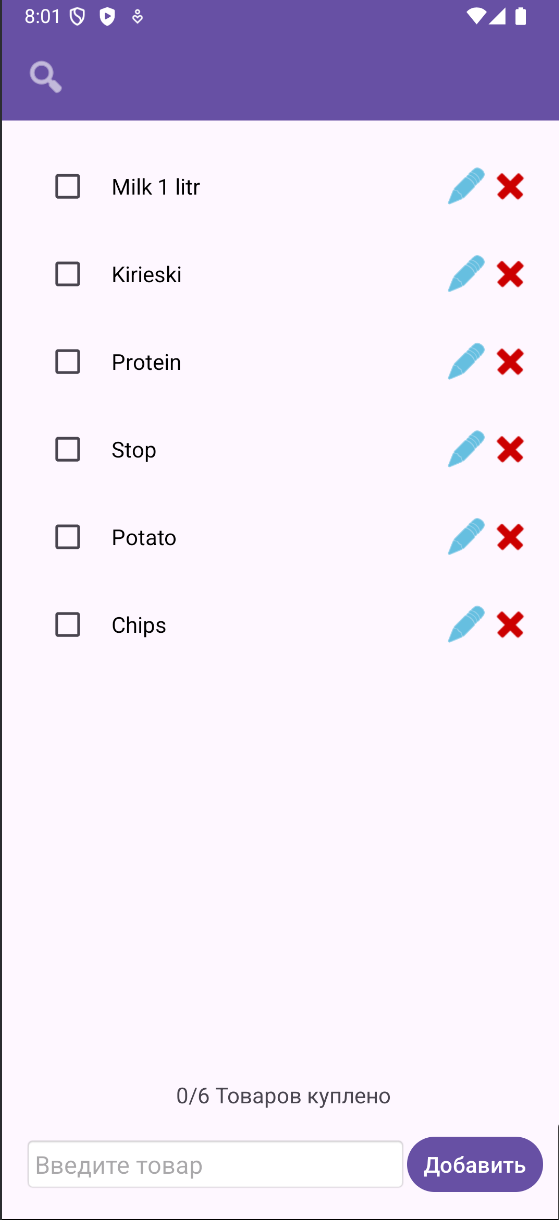 8:01
Milk 1 litr
Kirieski
Protein
Stop
Potato
Chips
0/6 Товаров куплено
Введите товар
Добавить